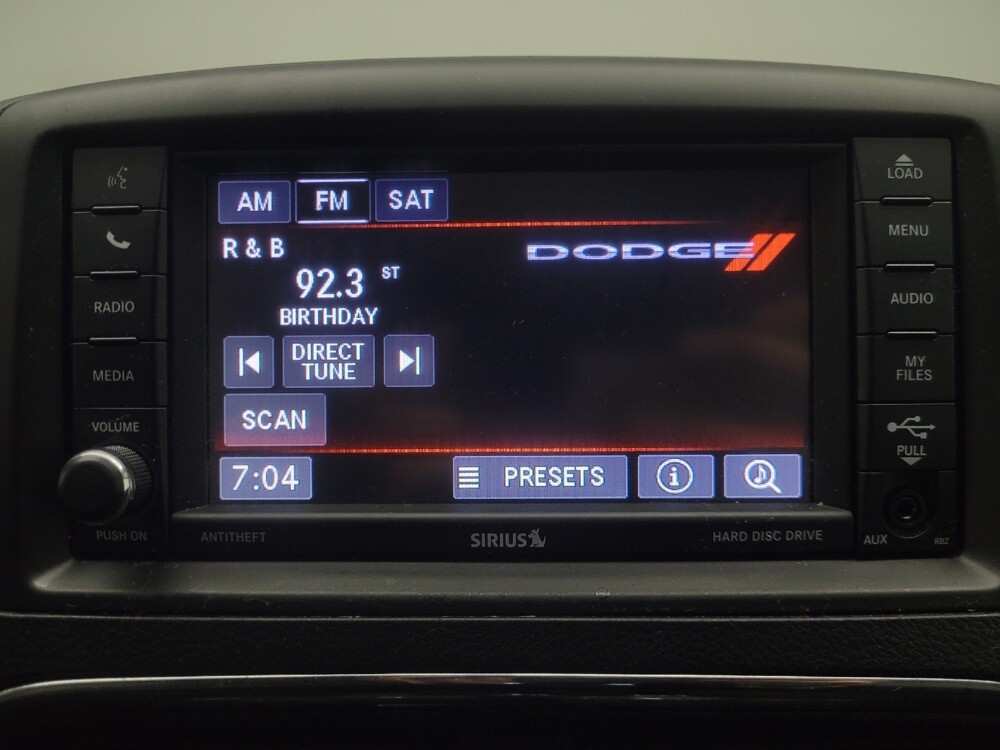 AM FM SAT
R & B
92.3 ST
BIRTHDAY
DIRECT
TUNE
SCAN
7:04
PRESETS
DODGE
RADIO
MEDIA
VOLUME
PUSH ON
ANTITHEFT
SIRIUS
HARD DISC DRIVE
LOAD
MENU
AUDIO
MY
FILES
PULL
AUX
RBZ